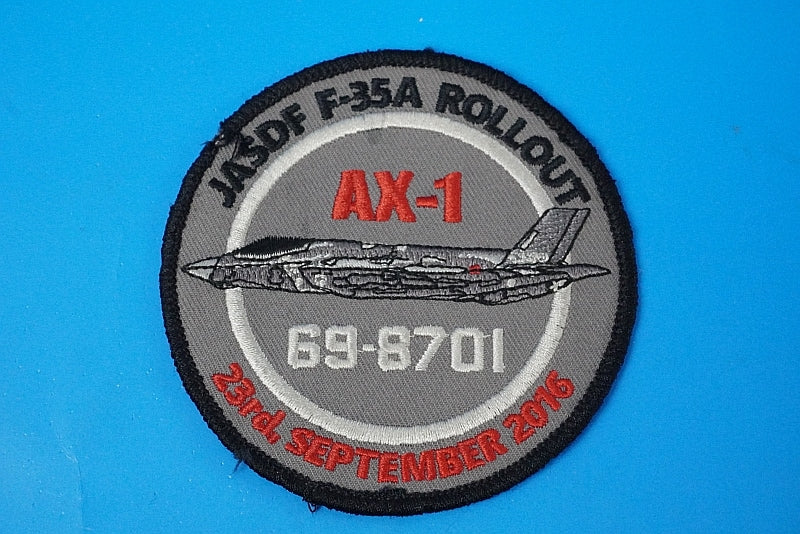 JASDF F-35A ROLLOUT
AX-1
69-8701
23rd, SEPTEMBER 2016